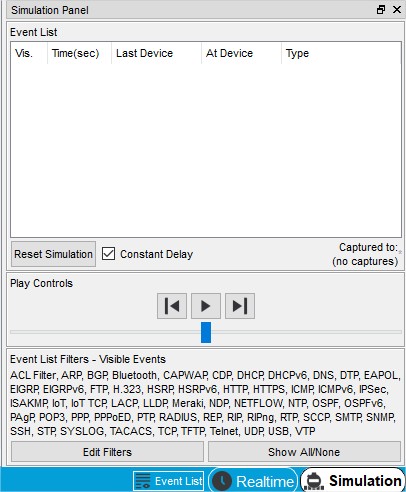 Simulation Panel
Event List
Vis. Time(sec) Last Device At Device Type
Reset Simulation Constant Delay Captured to:
(no captures)
Play Controls
Event List Filters - Visible Events
ACL Filter, ARP, BGP, Bluetooth, CAPWAP, CDP, DHCP, DHCPv6, DNS, DTP, EAPOL,
EIGRP, EIGRPv6, FTP, H.323, HSRP, HSRPv6, HTTP, HTTPS, ICMP, ICMPv6, IPSec,
ISAKMP, IoT, IoT TCP, LACP, LLDP, Meraki, NDP, NETFLOW, NTP, OSPF, OSPFv6,
PAgP, POP3, PPP, PPPoED, PTP, RADIUS, REP, RIP, RIPng, RTP, SCCP, SMTP, SNMP,
SSH, STP, SYSLOG, TACACS, TCP, TFTP, Telnet, UDP, USB, VTP
Edit Filters Show All/None
Event List Realtime Simulation